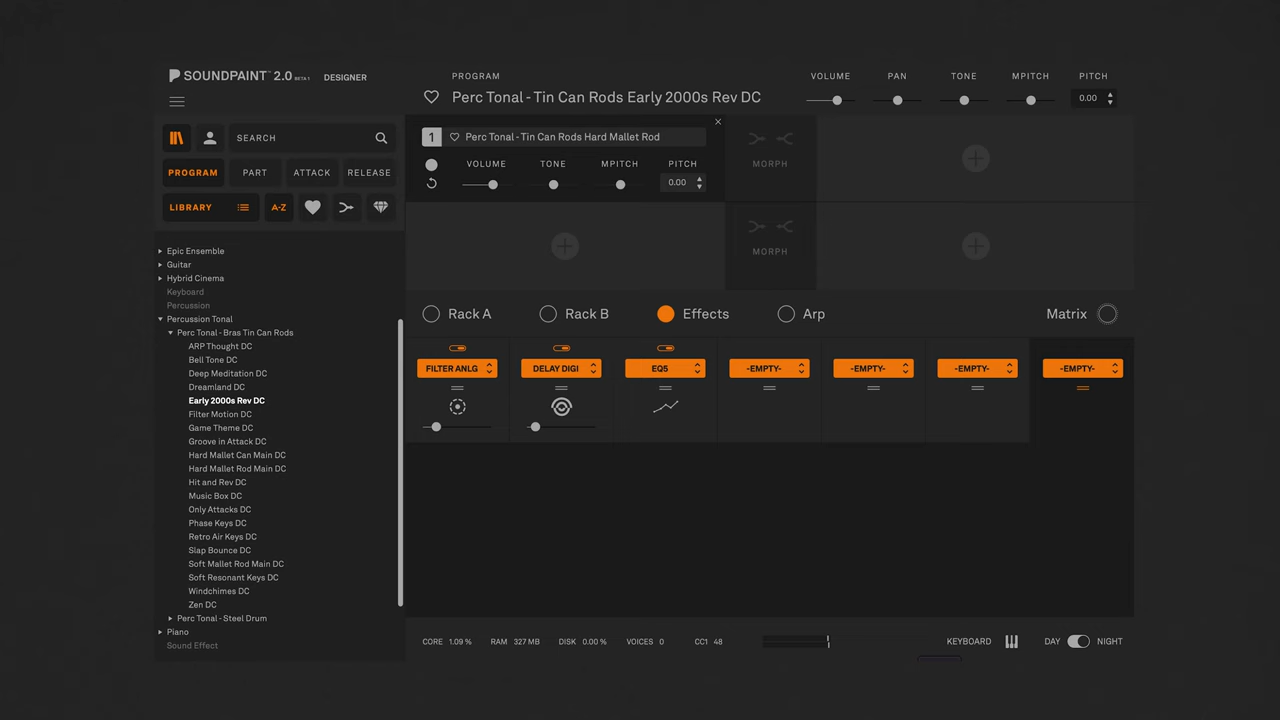 SOUNDPAINT™ 2.0 BETA 1 DESIGNER
PROGRAM
Perc Tonal - Tin Can Rods Early 2000s Rev DC
VOLUME PAN TONE MPITCH PITCH
0.00
SEARCH
PROGRAM PART ATTACK RELEASE
LIBRARY A-Z
1 Perc Tonal - Tin Can Rods Hard Mallet Rod
VOLUME TONE MPITCH PITCH
0.00
MORPH
MORPH
Epic Ensemble
Guitar
Hybrid Cinema
Keyboard
Percussion
Percussion Tonal
Perc Tonal - Bras Tin Can Rods
ARP Thought DC
Bell Tone DC
Deep Meditation DC
Dreamland DC
Early 2000s Rev DC
Filter Motion DC
Game Theme DC
Groove in Attack DC
Hard Mallet Can Main DC
Hard Mallet Rod Main DC
Hit and Rev DC
Music Box DC
Only Attacks DC
Phase Keys DC
Retro Air Keys DC
Slap Bounce DC
Soft Mallet Rod Main DC
Soft Resonant Keys DC
Windchimes DC
Zen DC
Perc Tonal - Steel Drum
Piano
Sound Effect
Rack A Rack B Effects Arp Matrix
FILTER ANLG DELAY DIGI EQ5 -EMPTY- -EMPTY- -EMPTY- -EMPTY-
CORE 1.09 % RAM 327 MB DISK 0.00 % VOICES 0 CC1 48 KEYBOARD DAY NIGHT